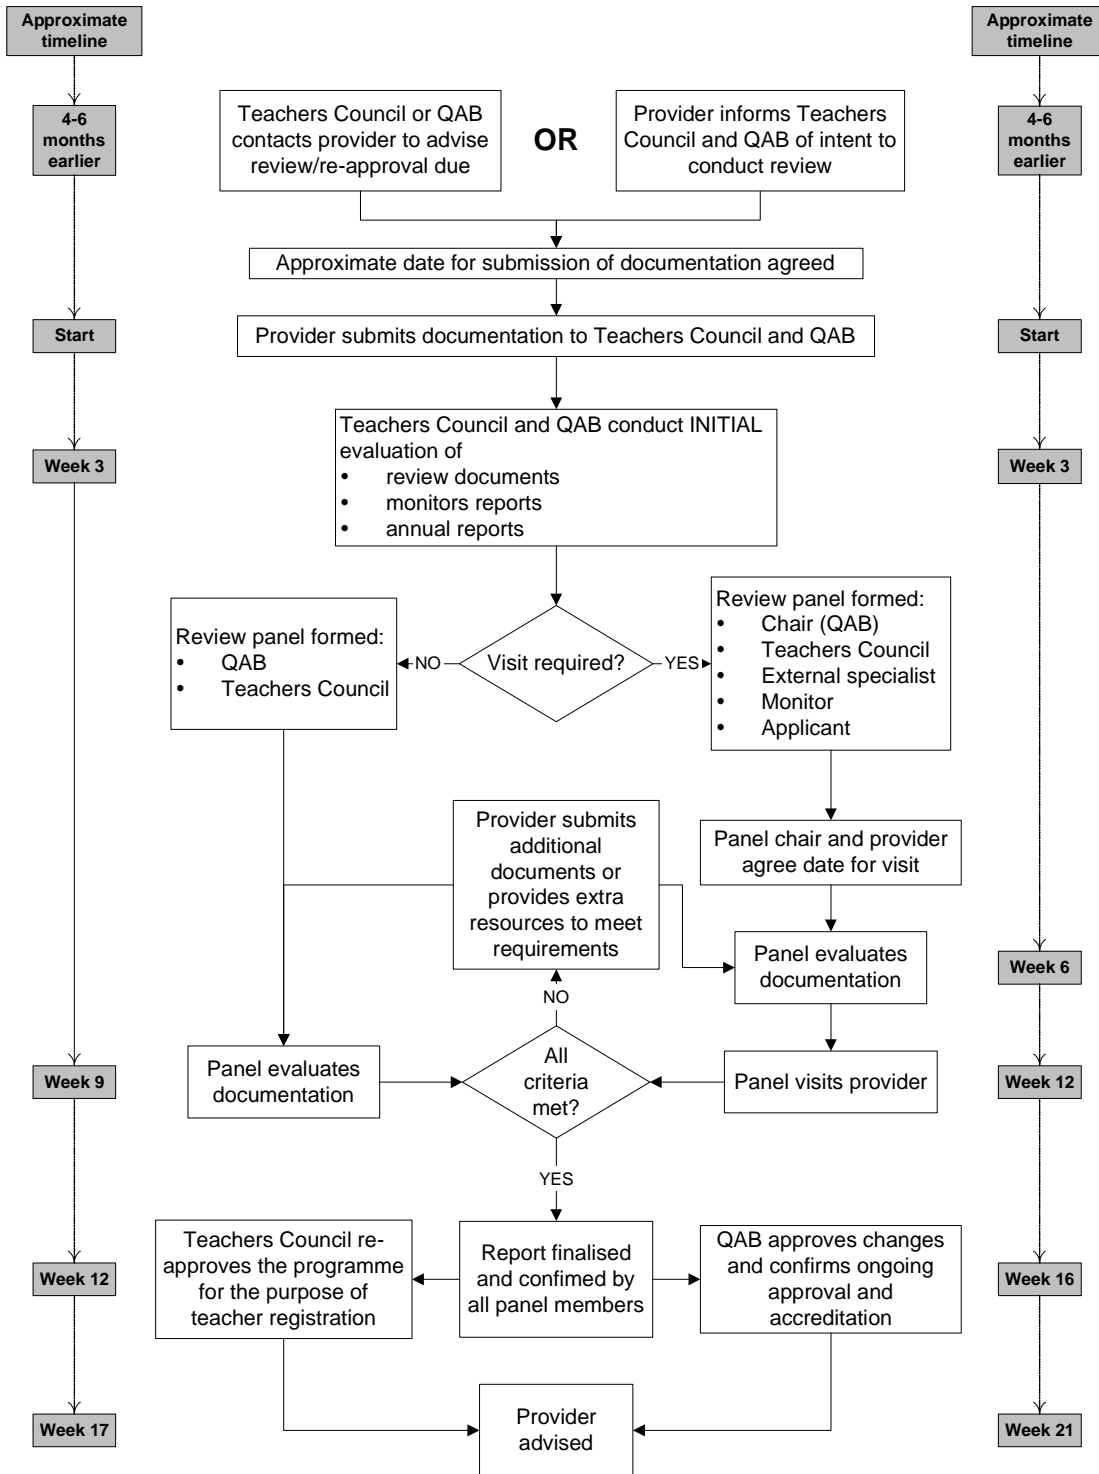 Approximate
timeline
Approximate
timeline
4-6
months
earlier
Teachers Council or QAB
contacts provider to advise
review/re-approval due
OR
Provider informs Teachers
Council and QAB of intent to
conduct review
4-6
months
earlier
Approximate date for submission of documentation agreed
Start
Provider submits documentation to Teachers Council and QAB
Start
Teachers Council and QAB conduct INITIAL
evaluation of
• review documents
• monitors reports
• annual reports
Week 3
Week 3
Review panel formed:
• QAB
• Teachers Council
NO
Visit required?
YES
Review panel formed:
• Chair (QAB)
• Teachers Council
• External specialist
• Monitor
• Applicant
Provider submits
additional
documents or
provides extra
resources to meet
requirements
Panel chair and provider
agree date for visit
Panel evaluates
documentation
Week 6
NO
Week 9
Panel evaluates
documentation
All
criteria
met?
Panel visits provider
Week 12
YES
Teachers Council re-
approves the programme
for the purpose of
teacher registration
Report finalised
and confimed by
all panel members
QAB approves changes
and confirms ongoing
approval and
accreditation
Week 12
Week 16
Week 17
Provider
advised
Week 21